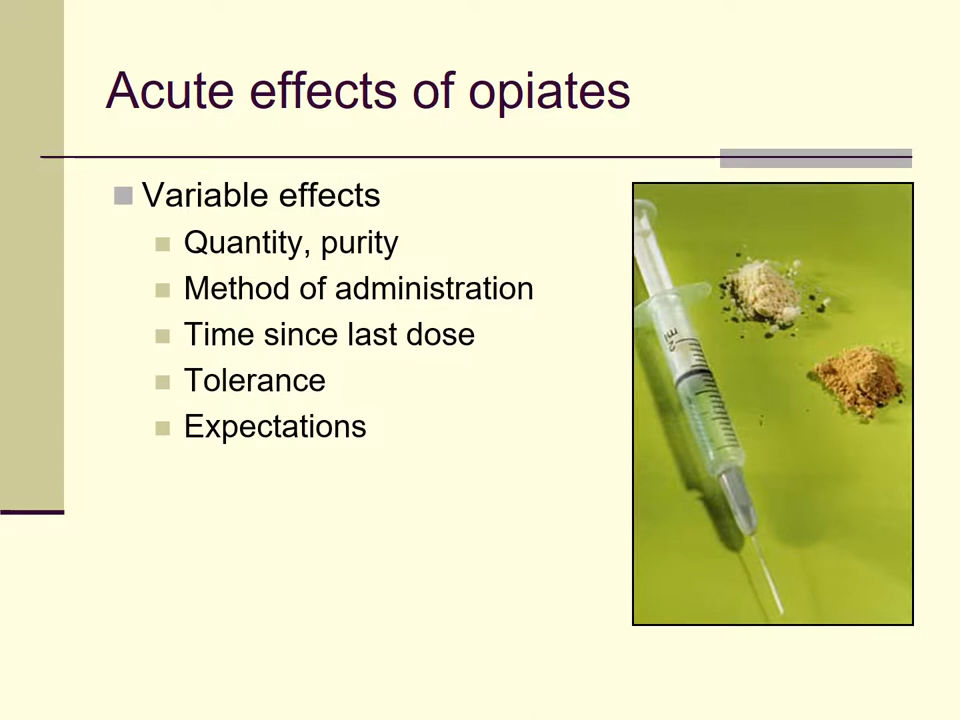 Acute effects of opiates
Variable effects
Quantity, purity
Method of administration
Time since last dose
Tolerance
Expectations